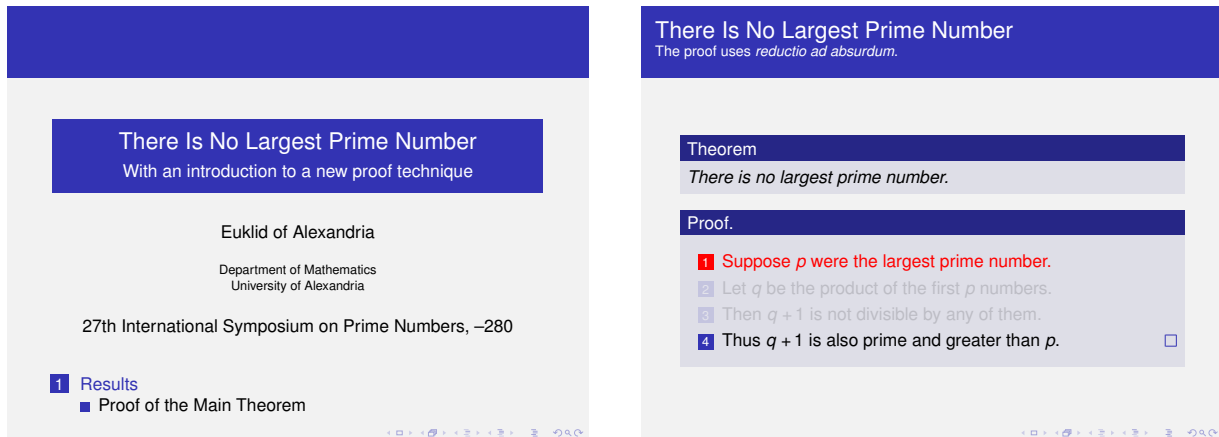 There Is No Largest Prime Number
With an introduction to a new proof technique
Euklid of Alexandria
Department of Mathematics
University of Alexandria
27th International Symposium on Prime Numbers, –280
1 Results
Proof of the Main Theorem
There Is No Largest Prime Number
The proof uses reductio ad absurdum.
Theorem
There is no largest prime number.
Proof.
1 Suppose p were the largest prime number.
2 Let q be the product of the first p numbers.
3 Then q + 1 is not divisible by any of them.
4 Thus q + 1 is also prime and greater than p. □